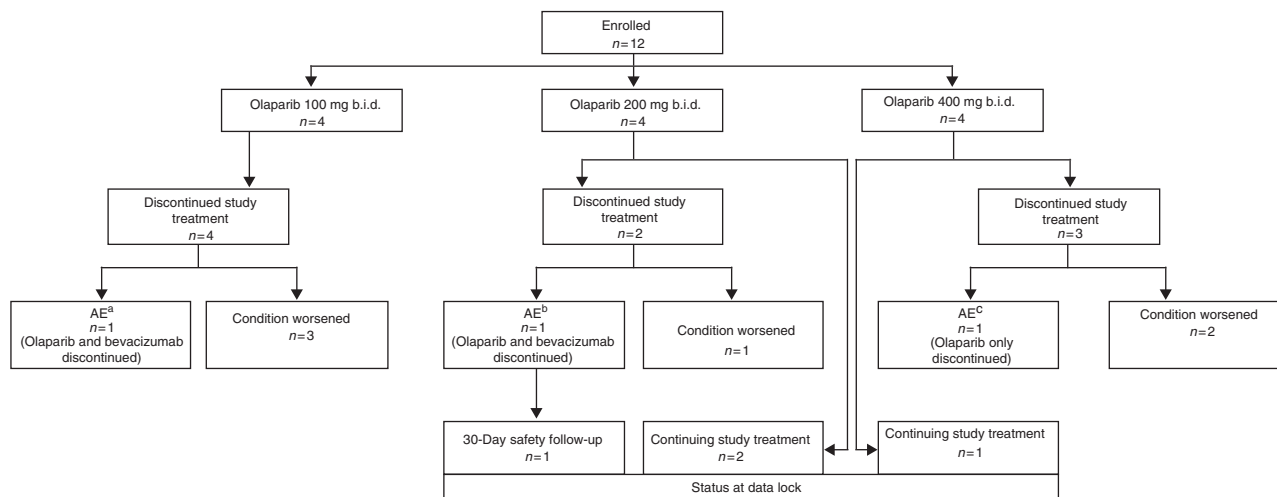 Enrolled
n=12
Olaparib 100 mg b.i.d.
n=4
Olaparib 200 mg b.i.d.
n=4
Olaparib 400 mg b.i.d.
n=4
Discontinued study
treatment
n=4
Discontinued study
treatment
n=2
Discontinued study
treatment
n=3
AEa
n=1
(Olaparib and bevacizumab
discontinued)
Condition worsened
n=3
AEb
n=1
(Olaparib and bevacizumab
discontinued)
Condition worsened
n=1
AEc
n=1
(Olaparib only
discontinued)
Condition worsened
n=2
30-Day safety follow-up
n=1
Continuing study treatment
n=2
Continuing study treatment
n=1
Status at data lock